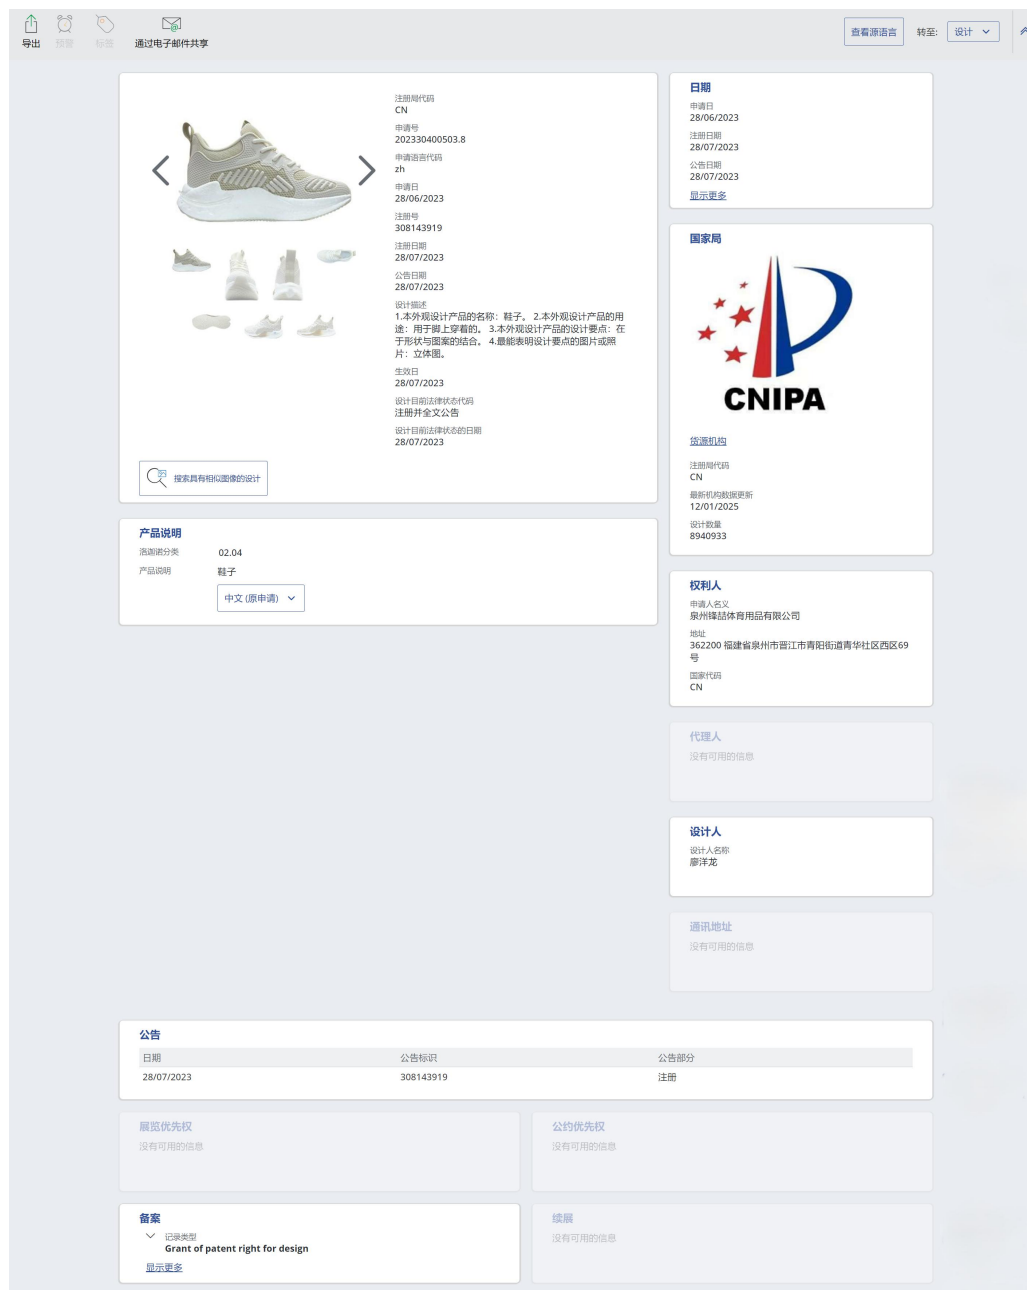 导出
预警
标签
通过电子邮件共享
查看源语言
转至:
设计
注册局代码
CN
申请号
202330400503.8
申请语言代码
zh
申请日
28/06/2023
注册号
308143919
注册日期
28/07/2023
公告日期
28/07/2023
设计描述
1.本外观设计产品的名称：鞋子。 2.本外观设计产品的用
途：用于脚上穿着的。 3.本外观设计产品的设计要点：在
于形状与图案的结合。 4.最能表明设计要点的图片或照
片：立体图。
生效日
28/07/2023
设计目前法律状态代码
注册并全文公告
设计目前法律状态的日期
28/07/2023
搜索具有相似图像的设计
产品说明
洛迦诺分类 02.04
产品说明 鞋子
中文 (原申请)
日期
申请日
28/06/2023
注册日期
28/07/2023
公告日期
28/07/2023
显示更多
国家局
CNIPA
货源机构
注册局代码
CN
最新机构数据更新
12/01/2025
设计数量
8940933
权利人
申请人名义
泉州锋喆体育用品有限公司
地址
362200 福建省泉州市晋江市青阳街道青华社区西区69
号
国家代码
CN
代理人
没有可用的信息
设计人
设计人名称
廖洋龙
通讯地址
没有可用的信息
公告
日期 公告标识 公告部分
28/07/2023 308143919 注册
展览优先权
没有可用的信息
公约优先权
没有可用的信息
备案
记录类型
Grant of patent right for design
显示更多
续展
没有可用的信息